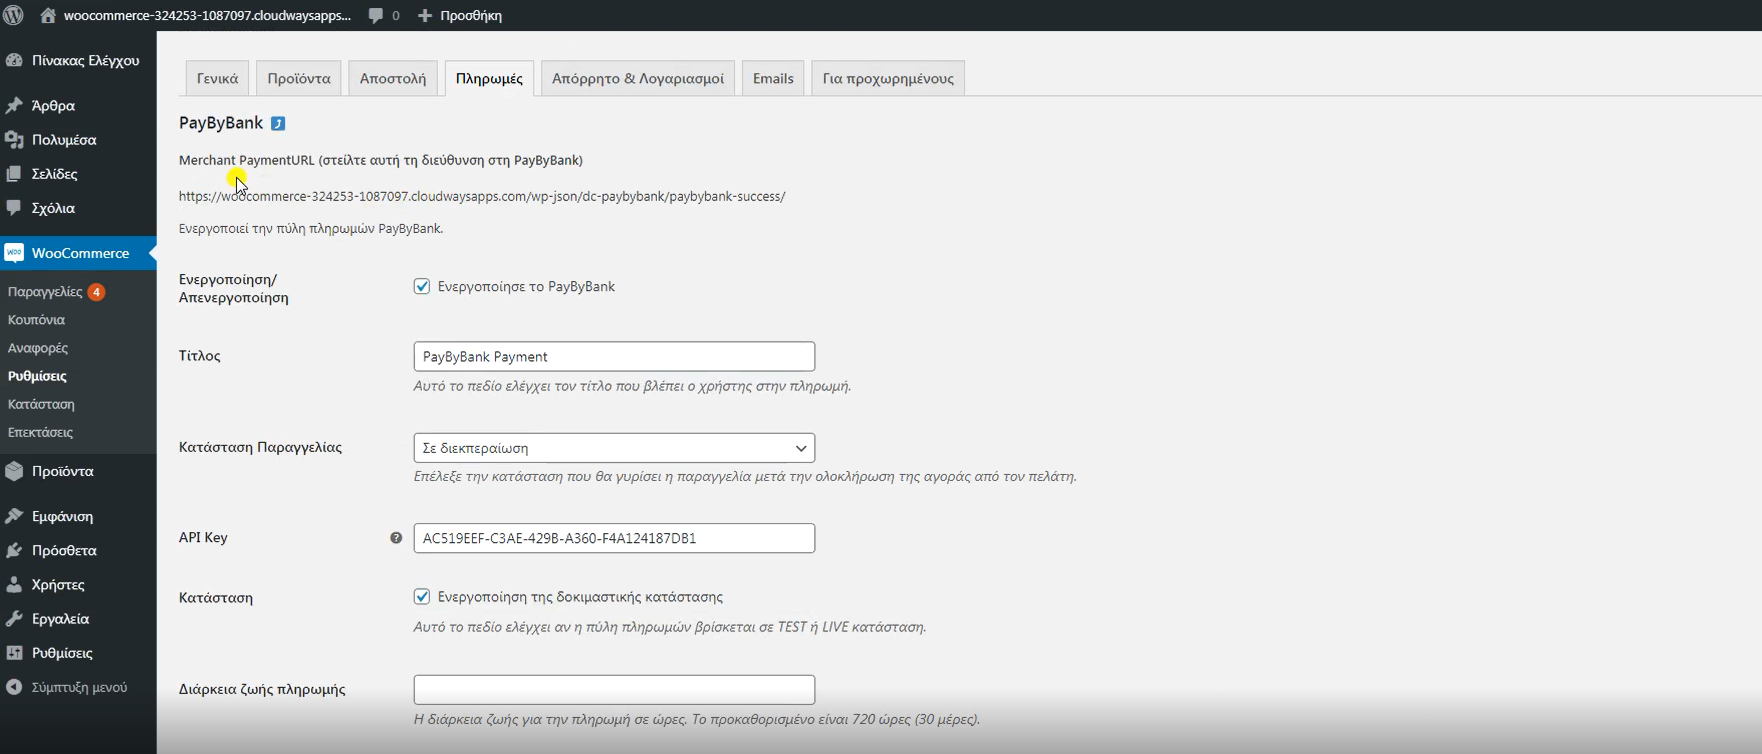 woocommerce-324253-1087097.cloudwaysapps... 0 Προσθήκη
Πίνακας Ελέγχου
Άρθρα
Πολυμέσα
Σελίδες
Σχόλια
WooCommerce
Παραγγελίες 4
Κουπόνια
Αναφορές
Ρυθμίσεις
Κατάσταση
Επεκτάσεις
Προϊόντα
Εμφάνιση
Πρόσθετα
Χρήστες
Εργαλεία
Ρυθμίσεις
Σύμπτυξη μενού
Γενικά Προϊόντα Αποστολή Πληρωμές Απόρρητο & Λογαριασμοί Emails Για προχωρημένους
PayByBank
Merchant PaymentURL (στείλτε αυτή τη διεύθυνση στη PayByBank)
https://woocommerce-324253-1087097.cloudwaysapps.com/wp-json/dc-paybybank/paybybank-success/
Ενεργοποιεί την πύλη πληρωμών PayByBank.
Ενεργοποίηση/
Απενεργοποίηση
Ενεργοποίησε το PayByBank
Τίτλος
PayByBank Payment
Αυτό το πεδίο ελέγχει τον τίτλο που βλέπει ο χρήστης στην πληρωμή.
Κατάσταση Παραγγελίας
Σε διεκπεραίωση
Επέλεξε την κατάσταση που θα γυρίσει η παραγγελία μετά την ολοκλήρωση της αγοράς από τον πελάτη.
API Key
AC519EEF-C3AE-429B-A360-F4A124187DB1
Κατάσταση
Ενεργοποίηση της δοκιμαστικής κατάστασης
Αυτό το πεδίο ελέγχει αν η πύλη πληρωμών βρίσκεται σε TEST ή LIVE κατάσταση.
Διάρκεια ζωής πληρωμής
Η διάρκεια ζωής για την πληρωμή σε ώρες. Το προκαθορισμένο είναι 720 ώρες (30 μέρες).